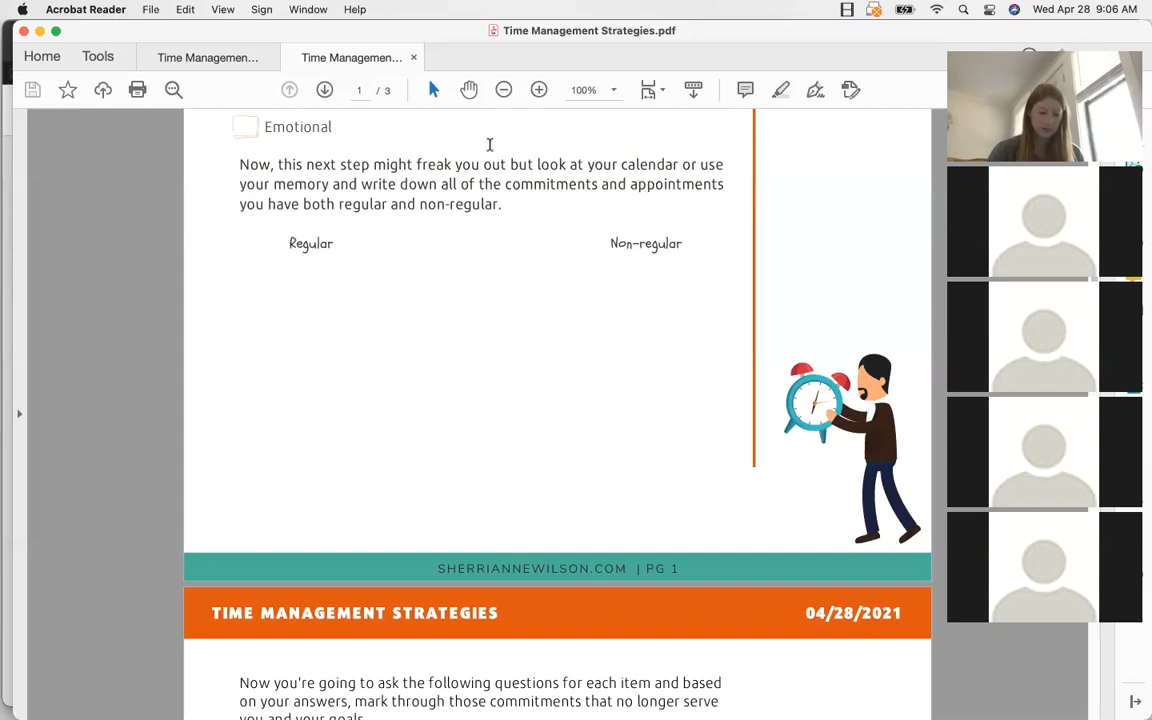 Acrobat Reader File Edit View Sign Window Help Wed Apr 28 9:06 AM
Time Management Strategies.pdf
Home Tools Time Managemen... Time Managemen... ×
1 / 3 100%
Emotional
Now, this next step might freak you out but look at your calendar or use
your memory and write down all of the commitments and appointments
you have both regular and non-regular.
Regular Non-regular
SHERRIANNEWILSON.COM | PG 1
TIME MANAGEMENT STRATEGIES 04/28/2021
Now you're going to ask the following questions for each item and based
on your answers, mark through those commitments that no longer serve
you and your goals.